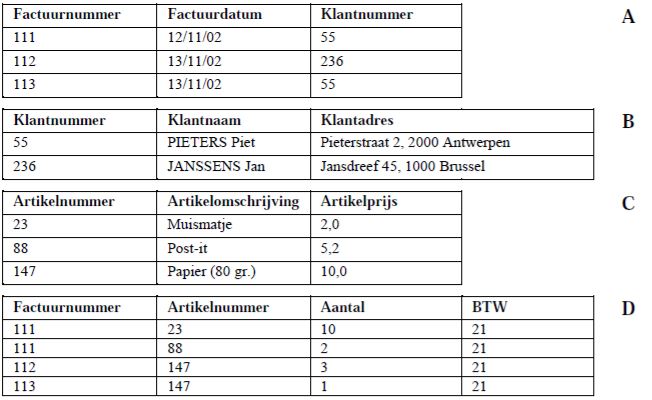 Factuurnummer Factuurdatum Klantnummer A
111 12/11/02 55
112 13/11/02 236
113 13/11/02 55
Klantnummer Klantnaam Klantadres B
55 PIETERS Piet Pieterstraat 2, 2000 Antwerpen
236 JANSSENS Jan Jansdreef 45, 1000 Brussel
Artikelnummer Artikelomschrijving Artikelprijs C
23 Muismatje 2,0
88 Post-it 5,2
147 Papier (80 gr.) 10,0
Factuurnummer Artikelnummer Aantal BTW D
111 23 10 21
111 88 2 21
112 147 3 21
113 147 1 21